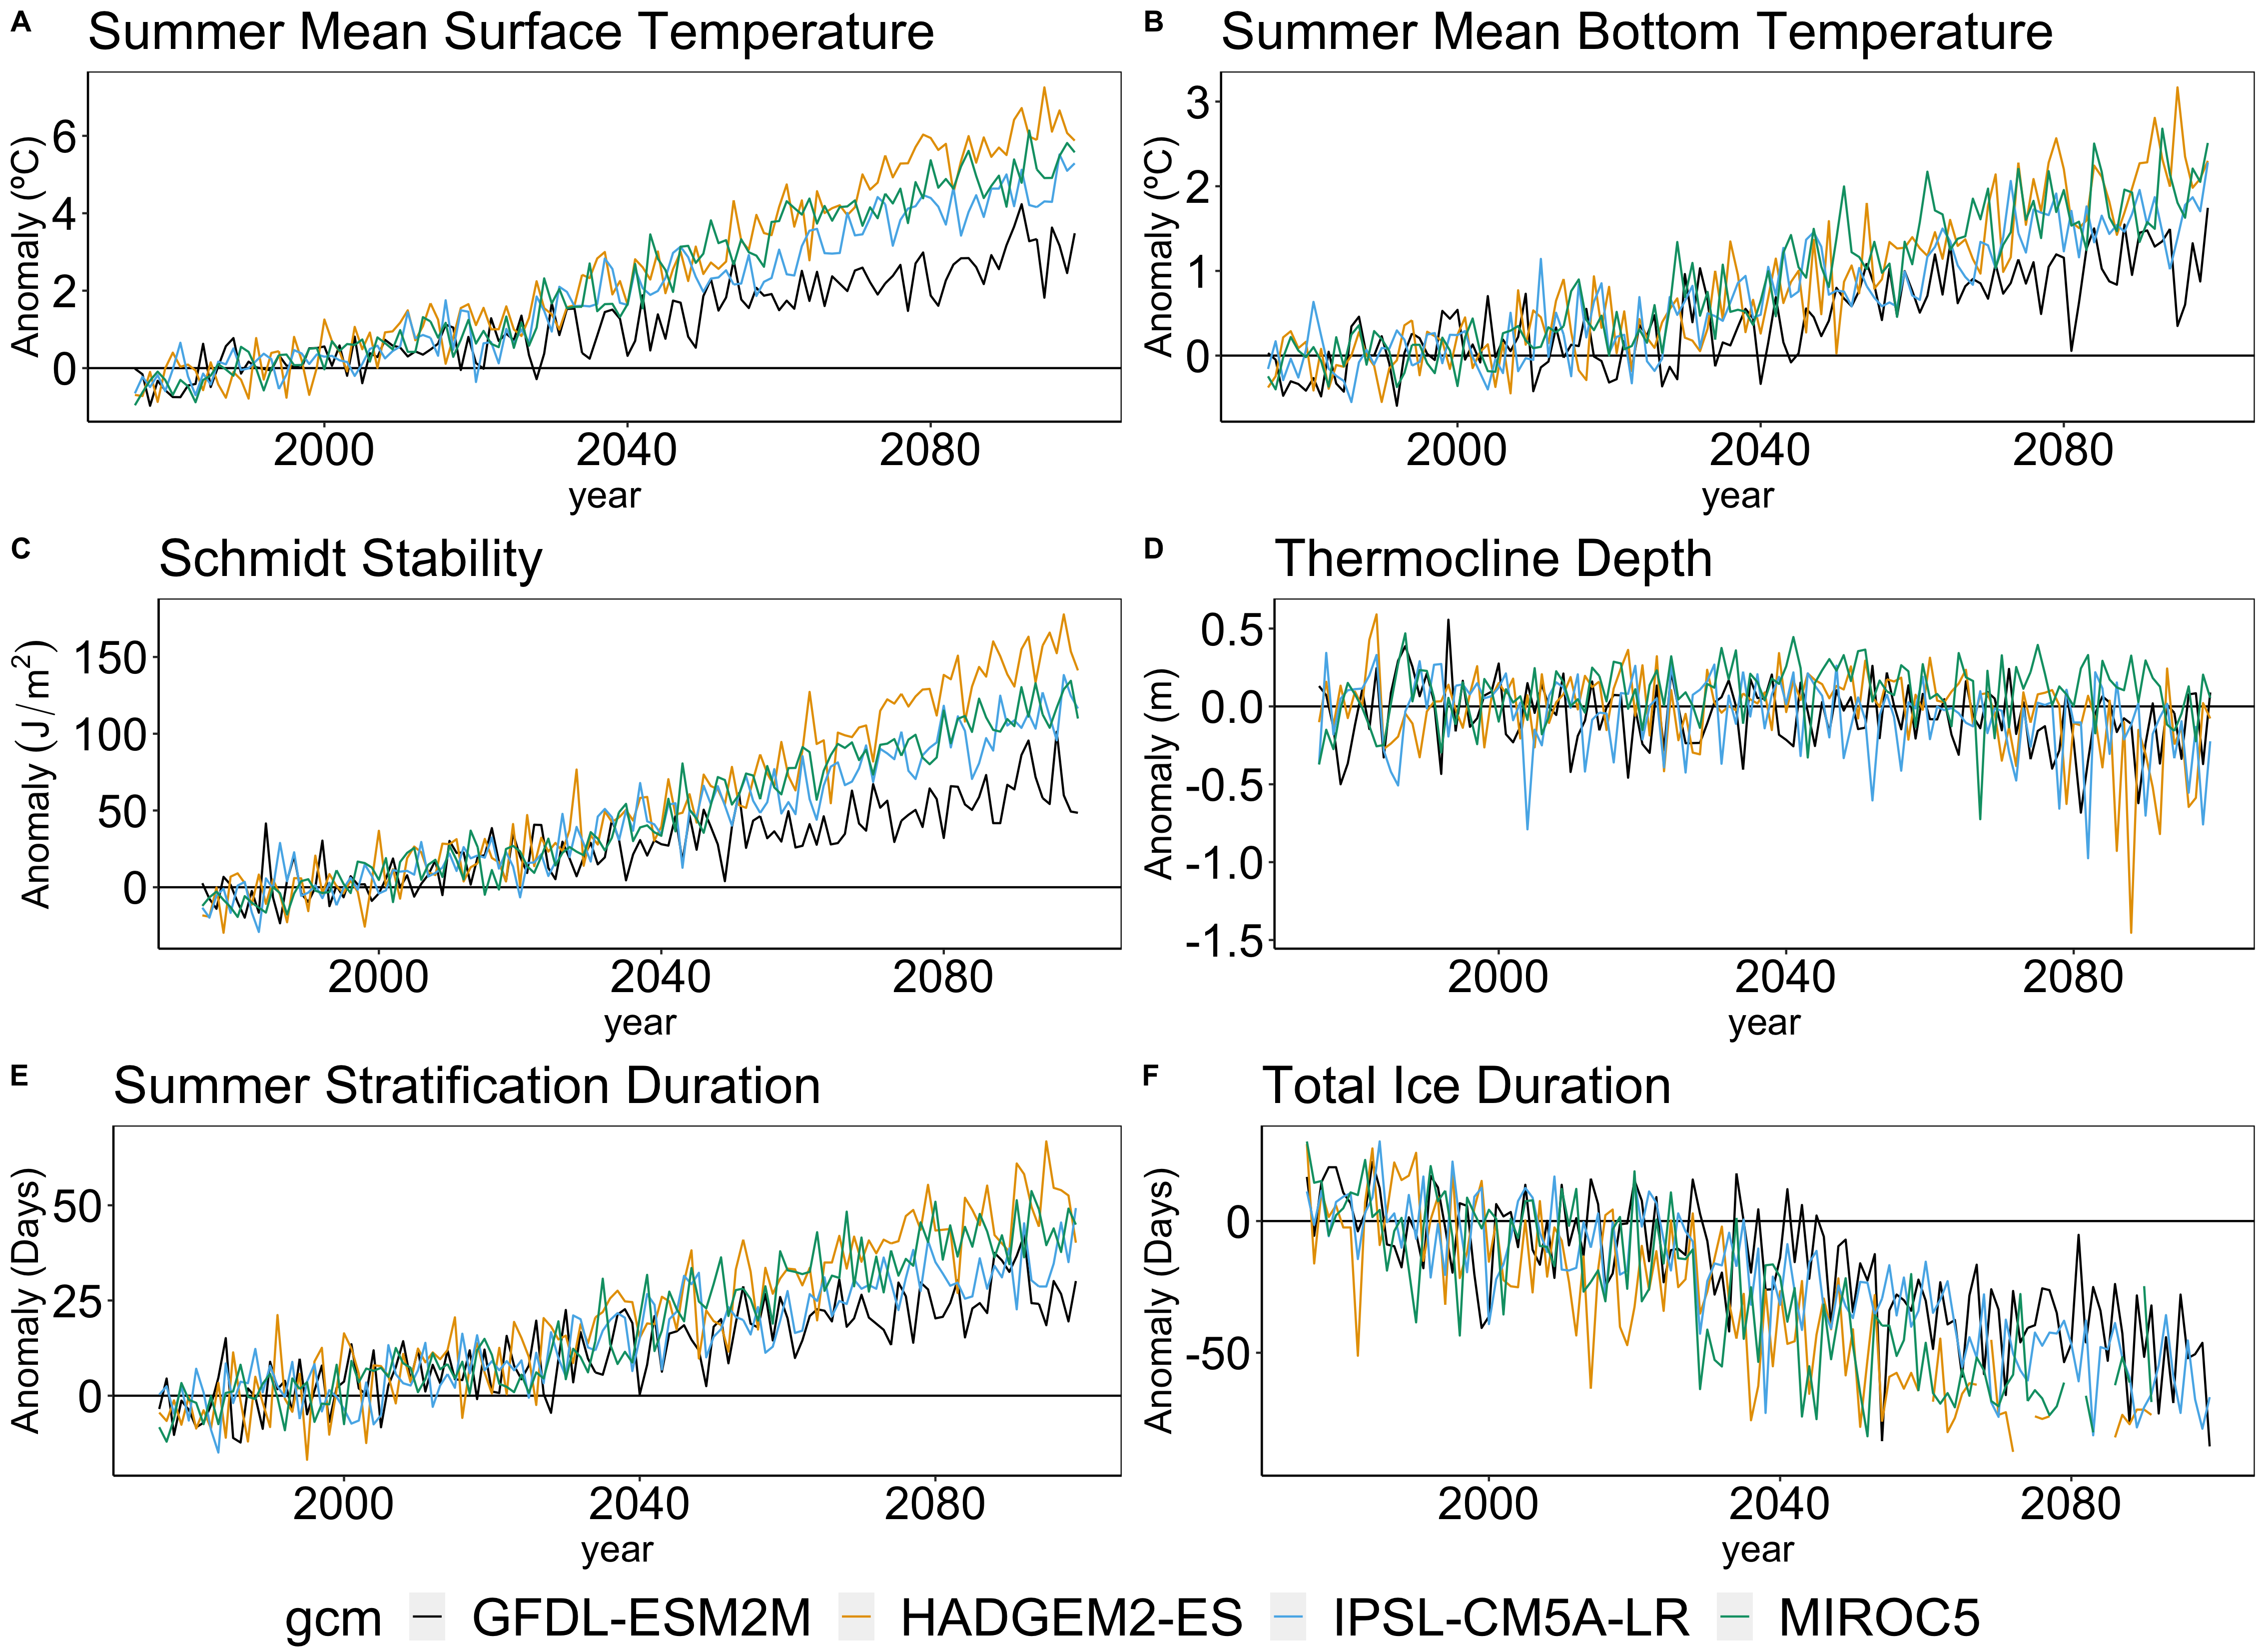 A
Summer Mean Surface Temperature
Anomaly (ºC)
6
4
2
0
2000 2040 2080
year
B
Summer Mean Bottom Temperature
Anomaly (ºC)
3
2
1
0
2000 2040 2080
year
C
Schmidt Stability
Anomaly (J/m²)
150
100
50
0
2000 2040 2080
year
D
Thermocline Depth
Anomaly (m)
0.5
0.0
-0.5
-1.0
-1.5
2000 2040 2080
year
E
Summer Stratification Duration
Anomaly (Days)
50
25
0
2000 2040 2080
year
F
Total Ice Duration
Anomaly (Days)
0
-50
2000 2040 2080
year
gcm GFDL-ESM2M HADGEM2-ES IPSL-CM5A-LR MIROC5